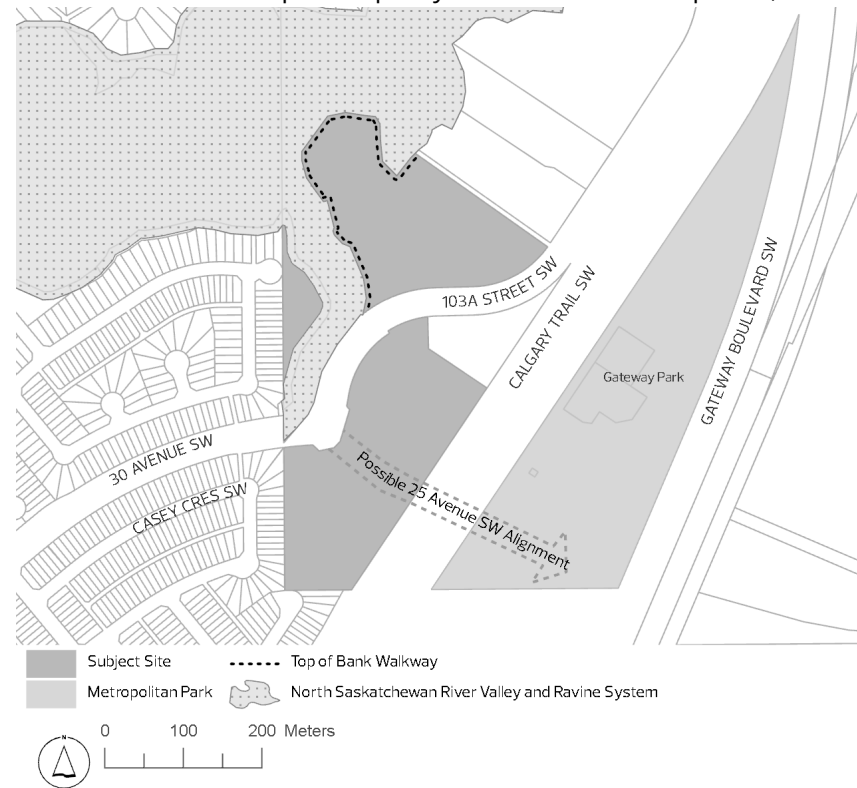 103A STREET SW
CALGARY TRAIL SW
GATEWAY BOULEVARD SW
Gateway Park
30 AVENUE SW
CASEY CRES SW
Possible 25 Avenue SW Alignment
Subject Site
Top of Bank Walkway
Metropolitan Park
North Saskatchewan River Valley and Ravine System
0 100 200 Meters
N